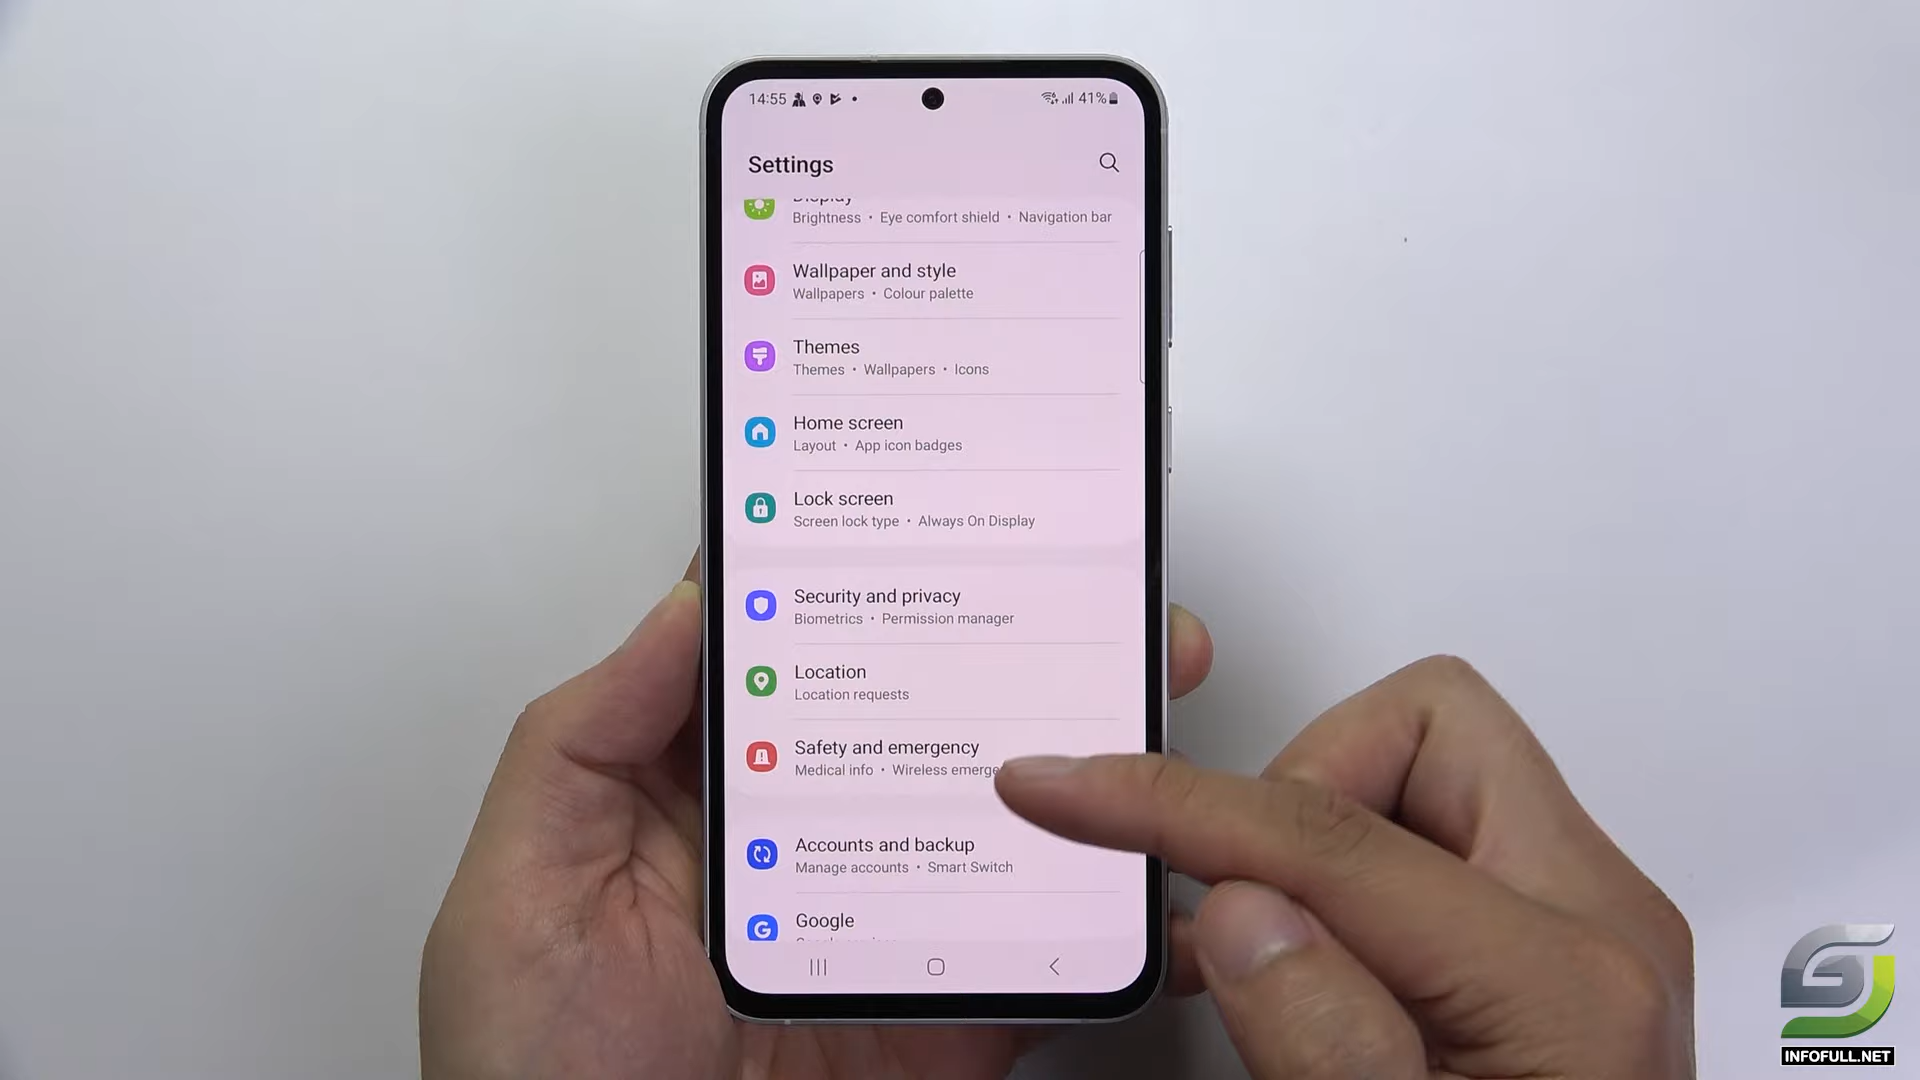 14:55
41%
Settings
Display
Brightness • Eye comfort shield • Navigation bar
Wallpaper and style
Wallpapers • Colour palette
Themes
Themes • Wallpapers • Icons
Home screen
Layout • App icon badges
Lock screen
Screen lock type • Always On Display
Security and privacy
Biometrics • Permission manager
Location
Location requests
Safety and emergency
Medical info • Wireless
Accounts and backup
Manage accounts • Smart Switch
Google
INFOFULL.NET